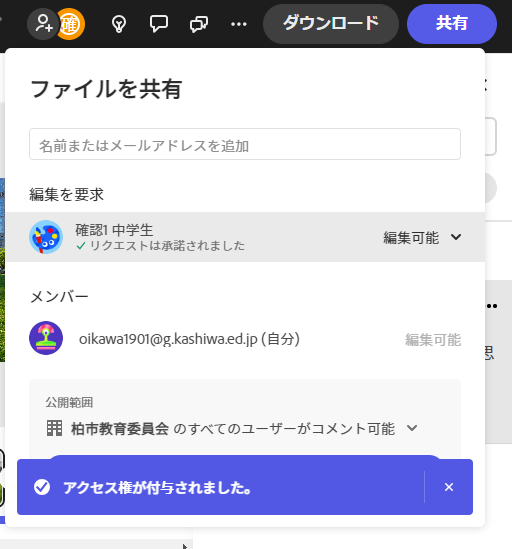 確
ダウンロード
共有
ファイルを共有
名前またはメールアドレスを追加
編集を要求
確認1 中学生
リクエストは承諾されました
編集可能
メンバー
oikawa1901@g.kashiwa.ed.jp (自分)
編集可能
公開範囲
柏市教育委員会 のすべてのユーザーがコメント可能
アクセス権が付与されました。
思